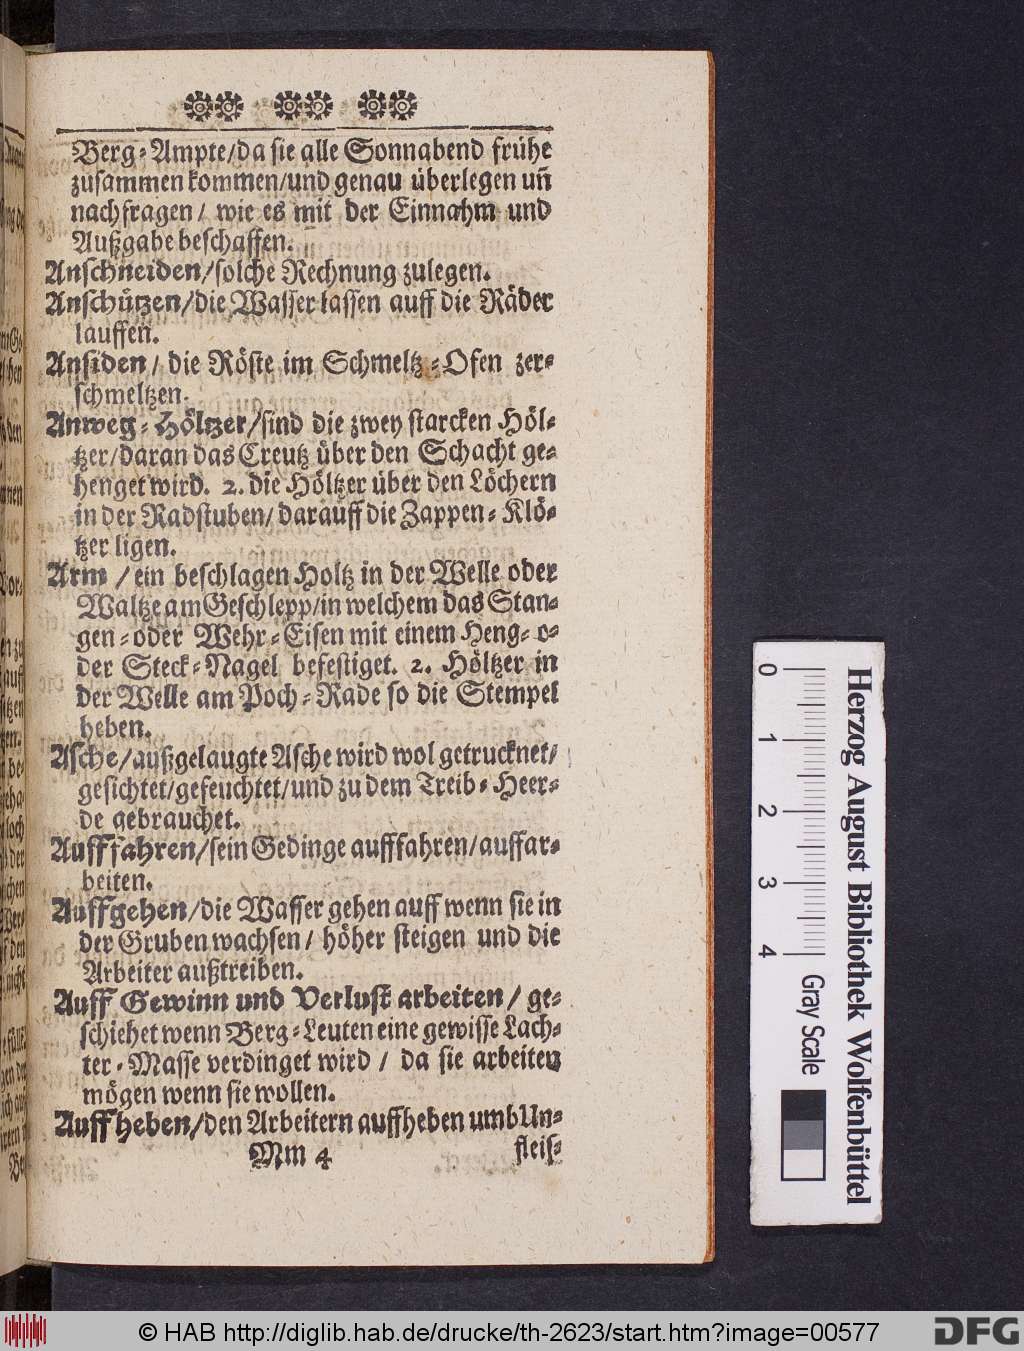 Berg-Ampte/da sie alle Sonnabend frühe
zusammen kommen/und genau überlegen uñ
nachfragen/ wie es mit der Einnahm und
Außgabe beschaffen.
Anschneiden/solche Rechnung zulegen.
Anschützen/die Wasser lassen auff die Räder
lauffen.
Ansiden/ die Röste im Schmeltz-Ofen zer-
schmeltzen.
Anweg-Höltzer/sind die zwey starcken Höl-
tzer/daran das Creutz über den Schacht ge-
henget wird. 2. die Höltzer über den Löchern
in der Radstuben/ darauff die Zappen-Klö-
tzer ligen.
Arm /ein beschlagen Holtz in der Welle oder
Waltze am Geschlepp/in welchem das Stan-
gen-oder Wehr-Eisen mit einem Heng-o-
der Steck-Nagel befestiget. 2. Höltzer in
der Welle am Poch-Rade so die Stempel
heben.
Asche/außgelaugte Asche wird wol getrucknet/
gesichtet/gefeuchtet/und zu dem Treib-Heer-
de gebrauchet.
Auffahren/sein Gedinge aufffahren/auffar-
beiten.
Auffgehen/die Wasser gehen auff wenn sie in
der Gruben wachsen/ höher steigen und die
Arbeiter außtreiben.
Auff Gewinn und Verlust arbeiten/ ge-
schiehet wenn Berg-Leuten eine gewisse Lach-
ter-Masse verdinget wird / da sie arbeiten
mögen wenn sie wollen.
Auffheben/den Arbeitern auffheben umb Un-
Mm 4 fleis-
0 1 2 3 4
Herzog August Bibliothek Wolfenbüttel
Gray Scale
© HAB http://diglib.hab.de/drucke/th-2623/start.htm?image=00577
DFG